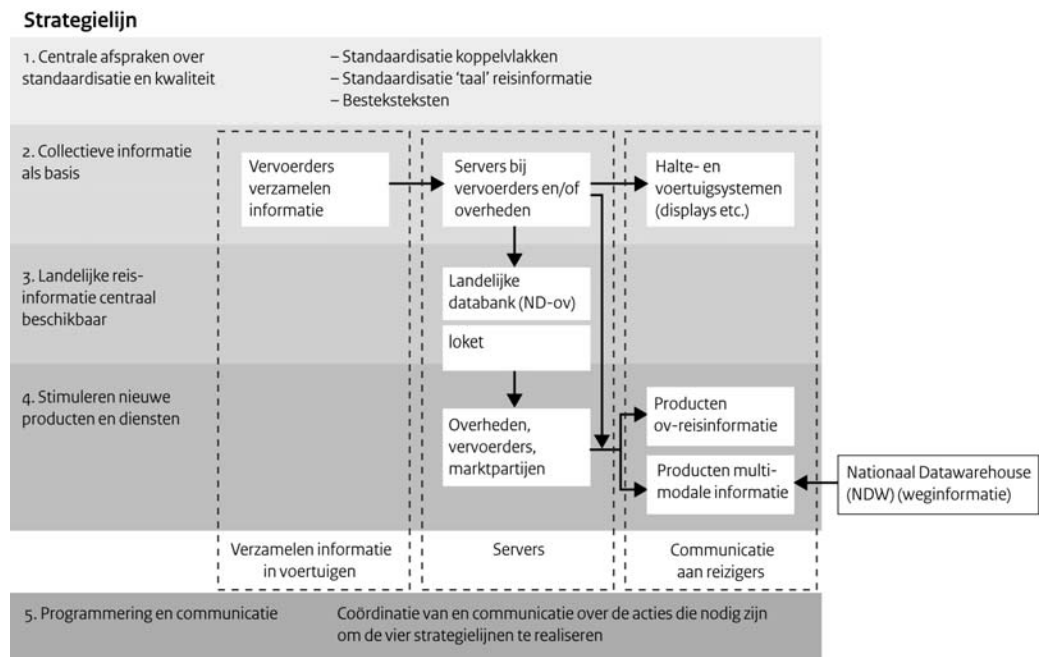 Strategielijn
1. Centrale afspraken over
standaardisatie en kwaliteit
– Standaardisatie koppelvlakken
– Standaardisatie ‘taal’ reisinformatie
– Besteksteksten
2. Collectieve informatie
als basis
Vervoerders
verzamelen
informatie
Servers bij
vervoerders en/of
overheden
Halte- en
voertuigsystemen
(displays etc.)
3. Landelijke reis-
informatie centraal
beschikbaar
Landelijke
databank (ND-ov)
loket
4. Stimuleren nieuwe
producten en diensten
Overheden,
vervoerders,
marktpartijen
Producten
ov-reisinformatie
Producten multi-
modale informatie
Nationaal Datawarehouse
(NDW) (weginformatie)
Verzamelen informatie
in voertuigen
Servers
Communicatie
aan reizigers
5. Programmering en communicatie
Coördinatie van en communicatie over de acties die nodig zijn
om de vier strategielijnen te realiseren